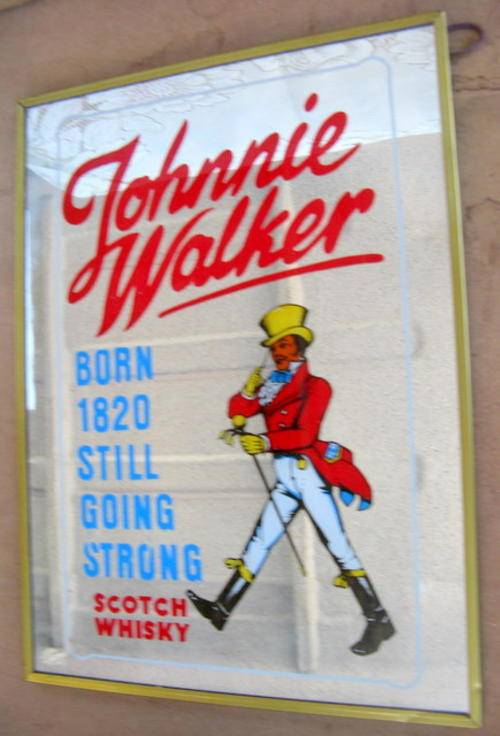 Johnnie
Walker
BORN
1820
STILL
GOING
STRONG
SCOTCH
WHISKY